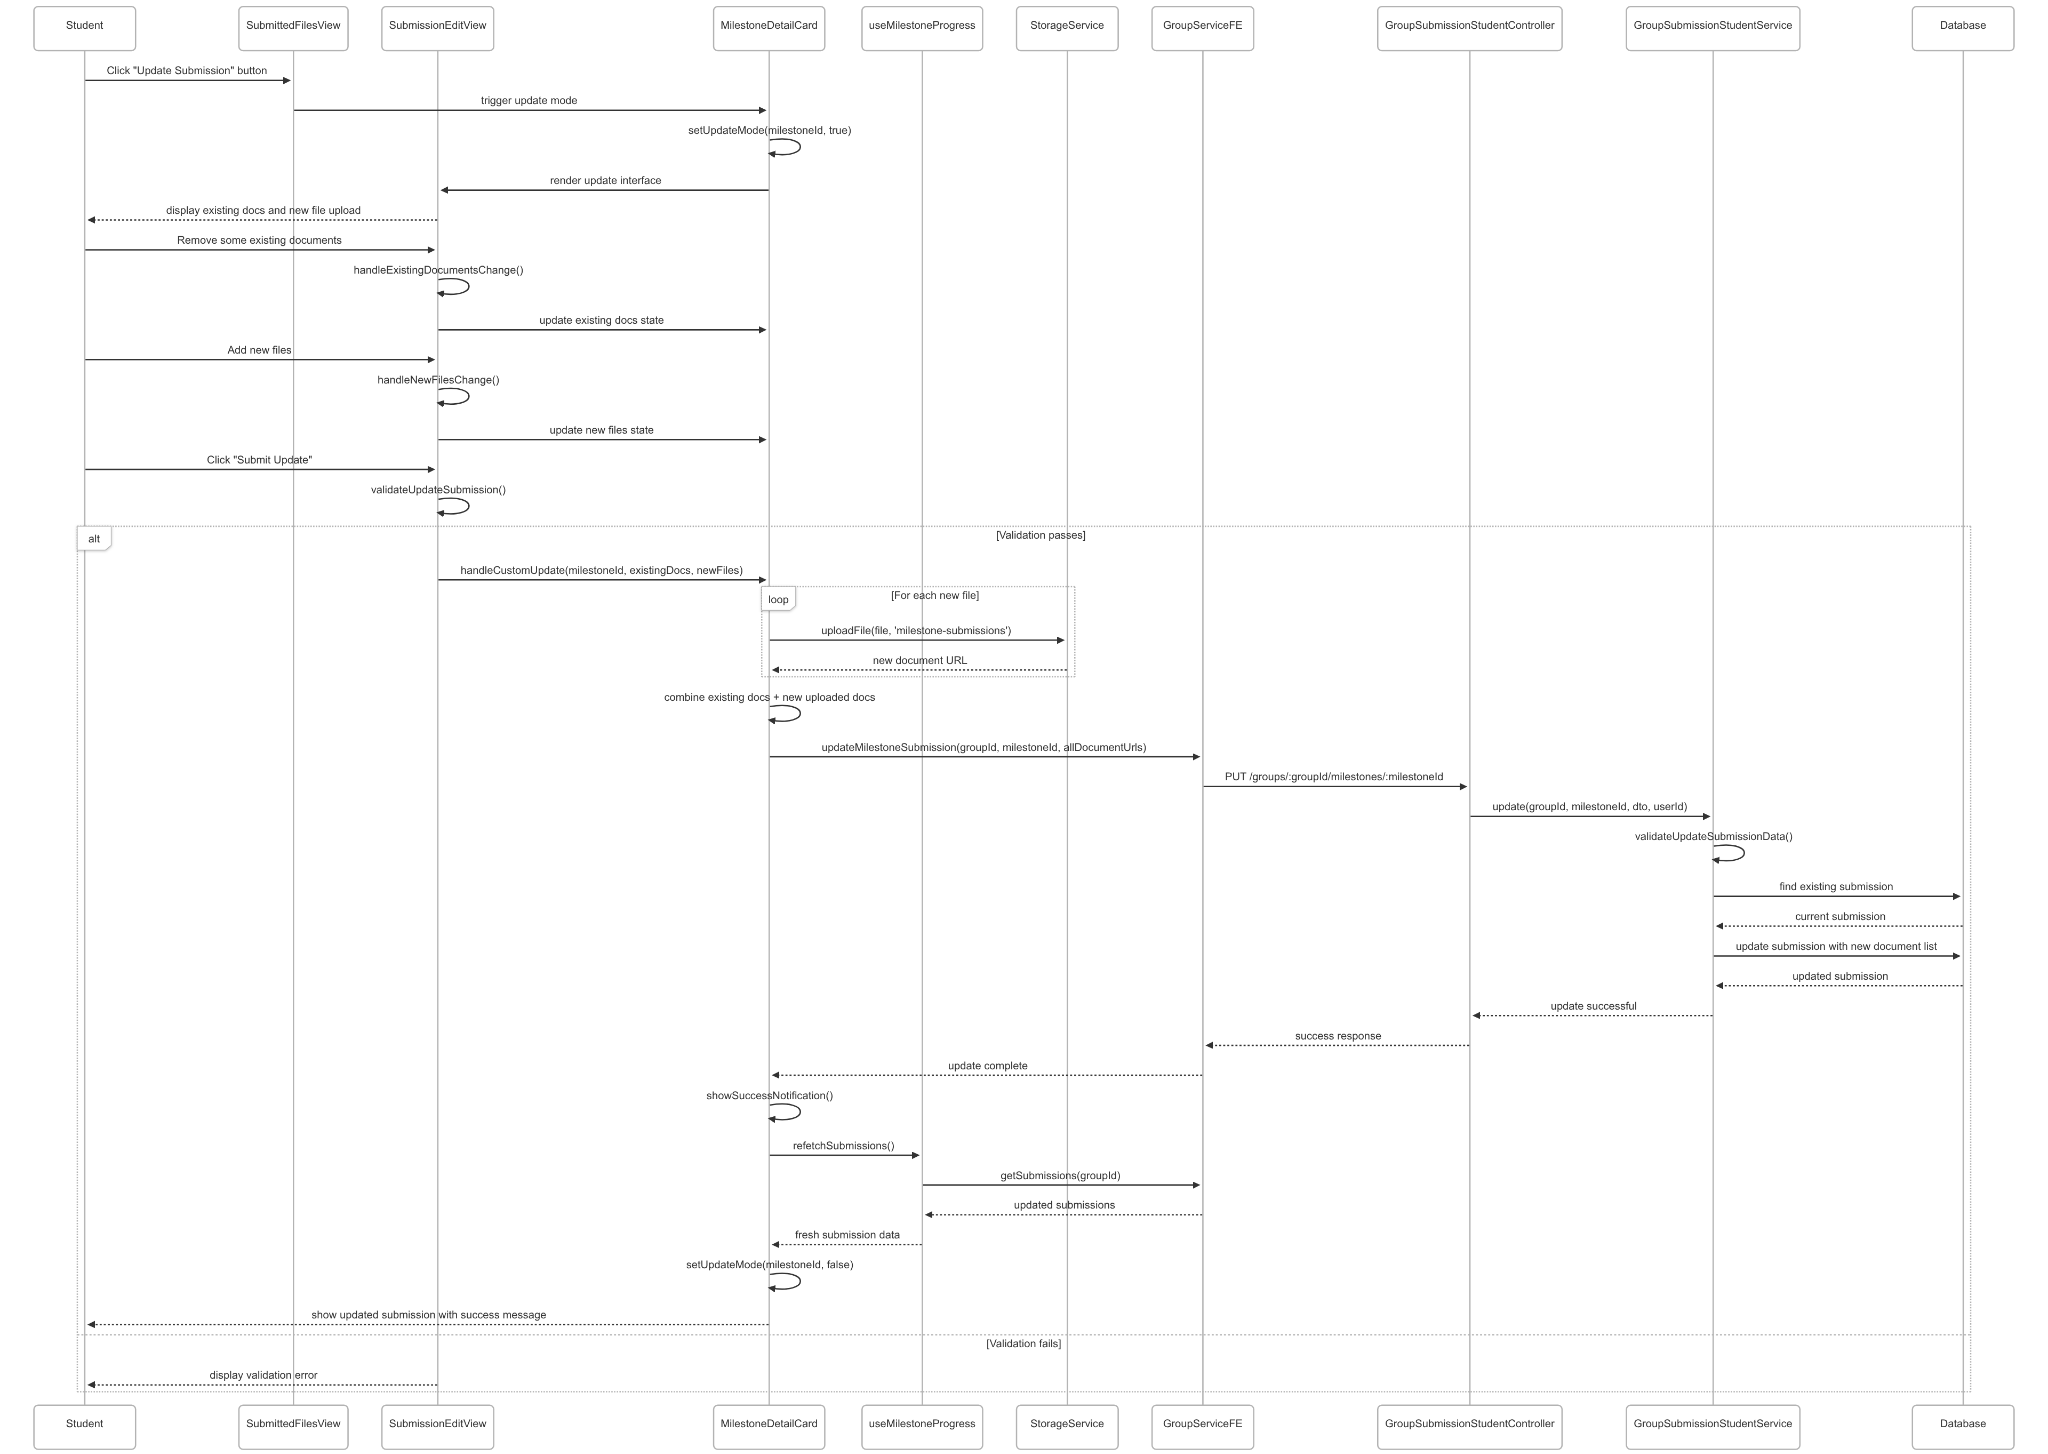 Student
SubmittedFilesView
SubmissionEditView
MilestoneDetailCard
useMilestoneProgress
StorageService
GroupServiceFE
GroupSubmissionStudentController
GroupSubmissionStudentService
Database
Click "Update Submission" button
trigger update mode
setUpdateMode(milestoneId, true)
render update interface
display existing docs and new file upload
Remove some existing documents
handleExistingDocumentsChange()
update existing docs state
Add new files
handleNewFilesChange()
update new files state
Click "Submit Update"
validateUpdateSubmission()
alt
[Validation passes]
handleCustomUpdate(milestoneId, existingDocs, newFiles)
loop
[For each new file]
uploadFile(file, 'milestone-submissions')
new document URL
combine existing docs + new uploaded docs
updateMilestoneSubmission(groupId, milestoneId, allDocumentUrls)
PUT /groups/:groupId/milestones/:milestoneId
update(groupId, milestoneId, dto, userId)
validateUpdateSubmissionData()
find existing submission
current submission
update submission with new document list
updated submission
update successful
success response
update complete
showSuccessNotification()
refetchSubmissions()
getSubmissions(groupId)
updated submissions
fresh submission data
setUpdateMode(milestoneId, false)
show updated submission with success message
[Validation fails]
display validation error
Student
SubmittedFilesView
SubmissionEditView
MilestoneDetailCard
useMilestoneProgress
StorageService
GroupServiceFE
GroupSubmissionStudentController
GroupSubmissionStudentService
Database